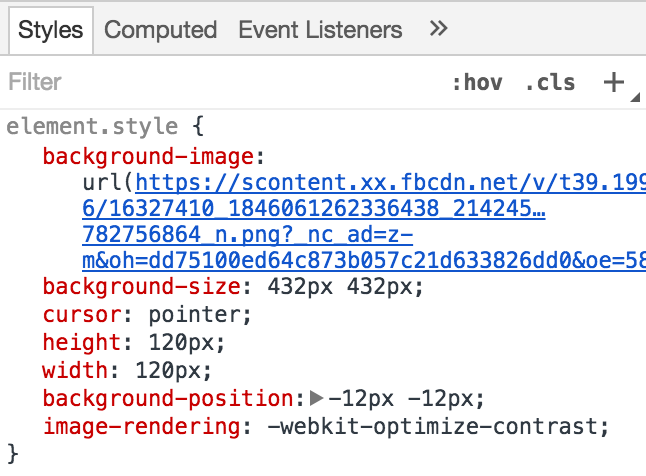 Styles Computed Event Listeners »
Filter :hov .cls +
element.style {
background-image:
url(https://scontent.xx.fbcdn.net/v/t39.199
6/16327410_1846061262336438_214245…
782756864_n.png?_nc_ad=z-
m&oh=dd75100ed64c873b057c21d633826dd0&oe=58
background-size: 432px 432px;
cursor: pointer;
height: 120px;
width: 120px;
background-position:▶-12px -12px;
image-rendering: -webkit-optimize-contrast;
}